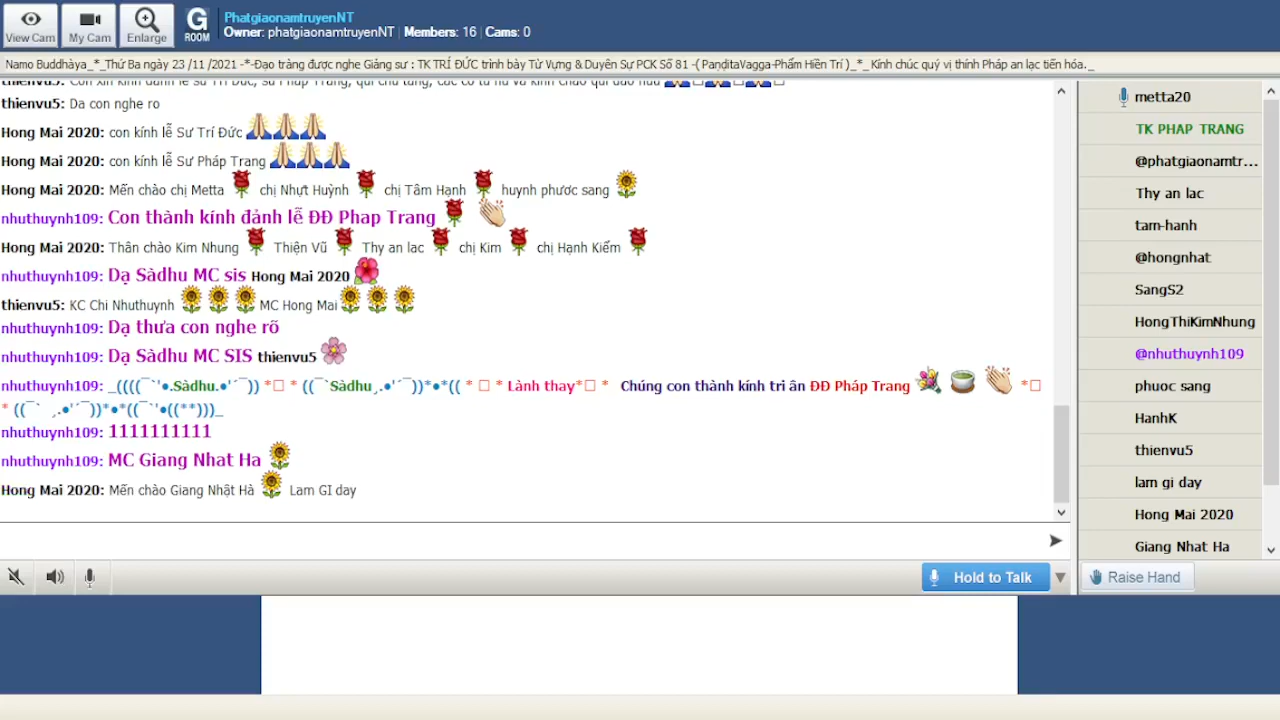 PhatgiaonamtruyenNT
Owner: phatgiaonamtruyenNT | Members: 16 | Cams: 0
View Cam My Cam Enlarge G ROOM
Namo Buddhàya_*_Thứ Ba ngày 23 /11 /2021 -*-Đạo tràng được nghe Giảng sư : TK TRÍ ĐỨC trình bày Từ Vựng & Duyên Sự PCK Số 81 -( PaṇḍitaVagga-Phẩm Hiền Trí )_*_ Kính chúc quý vị thính Pháp an lạc tiến hóa._
thienvu5: Da con nghe ro
Hong Mai 2020: con kính lễ Sư Trí Đức
Hong Mai 2020: con kính lễ Sư Pháp Trang
Hong Mai 2020: Mến chào chị Metta chị Nhựt Huỳnh chị Tâm Hạnh huynh phươc sang
nhuthuynh109: Con thành kính đảnh lễ ĐĐ Phap Trang
Hong Mai 2020: Thân chào Kim Nhung Thiện Vũ Thy an lac chị Kim chị Hạnh Kiểm
nhuthuynh109: Dạ Sàdhu MC sis Hong Mai 2020
thienvu5: KC Chi Nhuthuynh MC Hong Mai
nhuthuynh109: Dạ thưa con nghe rõ
nhuthuynh109: Dạ Sàdhu MC SIS thienvu5
nhuthuynh109: _((((¯`'•.Sàdhu.•'´¯)) *□ * ((¯`Sàdhu¸.•'´¯))*•*(( * □ * Lành thay*□ * Chúng con thành kính tri ân ĐĐ Pháp Trang *□
* ((¯` ¸.•'´¯))*•*((¯`'•((**)))_
nhuthuynh109: 1111111111
nhuthuynh109: MC Giang Nhat Ha
Hong Mai 2020: Mến chào Giang Nhật Hà Lam GI day
Hold to Talk
metta20
TK PHAP TRANG
@phatgiaonamtr...
Thy an lac
tam-hanh
@hongnhat
SangS2
HongThiKimNhung
@nhuthuynh109
phuoc sang
HanhK
thienvu5
lam gi day
Hong Mai 2020
Giang Nhat Ha
Raise Hand